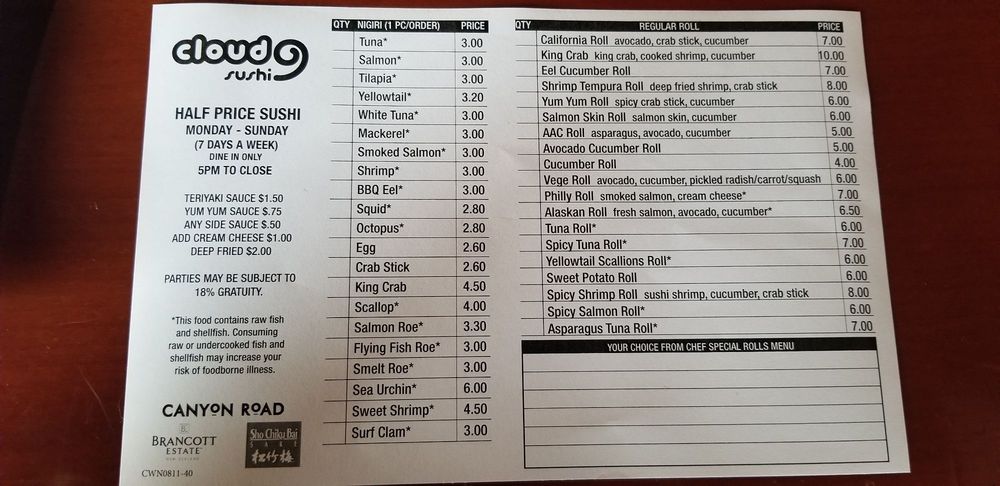 cloud 9
sushi
HALF PRICE SUSHI
MONDAY - SUNDAY
(7 DAYS A WEEK)
DINE IN ONLY
5PM TO CLOSE
TERIYAKI SAUCE $1.50
YUM YUM SAUCE $.75
ANY SIDE SAUCE $.50
ADD CREAM CHEESE $1.00
DEEP FRIED $2.00
PARTIES MAY BE SUBJECT TO
18% GRATUITY.
*This food contains raw fish
and shellfish. Consuming
raw or undercooked fish and
shellfish may increase your
risk of foodborne illness.
CANYON ROAD
BRANCOTT
ESTATE
NEW ZEALAND
Sho Chiku Bai
SAKE
松竹梅
CWN0811-40
QTY NIGIRI (1 PC/ORDER) PRICE
Tuna* 3.00
Salmon* 3.00
Tilapia* 3.00
Yellowtail* 3.20
White Tuna* 3.00
Mackerel* 3.00
Smoked Salmon* 3.00
Shrimp* 3.00
BBQ Eel* 3.00
Squid* 2.80
Octopus* 2.80
Egg 2.60
Crab Stick 2.60
King Crab 4.50
Scallop* 4.00
Salmon Roe* 3.30
Flying Fish Roe* 3.00
Smelt Roe* 3.00
Sea Urchin* 6.00
Sweet Shrimp* 4.50
Surf Clam* 3.00
QTY REGULAR ROLL PRICE
California Roll avocado, crab stick, cucumber 7.00
King Crab king crab, cooked shrimp, cucumber 10.00
Eel Cucumber Roll 7.00
Shrimp Tempura Roll deep fried shrimp, crab stick 8.00
Yum Yum Roll spicy crab stick, cucumber 6.00
Salmon Skin Roll salmon skin, cucumber 6.00
AAC Roll asparagus, avocado, cucumber 5.00
Avocado Cucumber Roll 5.00
Cucumber Roll 4.00
Vege Roll avocado, cucumber, pickled radish/carrot/squash 6.00
Philly Roll smoked salmon, cream cheese* 7.00
Alaskan Roll fresh salmon, avocado, cucumber* 6.50
Tuna Roll* 6.00
Spicy Tuna Roll* 7.00
Yellowtail Scallions Roll* 6.00
Sweet Potato Roll 6.00
Spicy Shrimp Roll sushi shrimp, cucumber, crab stick 8.00
Spicy Salmon Roll* 6.00
Asparagus Tuna Roll* 7.00
YOUR CHOICE FROM CHEF SPECIAL ROLLS MENU